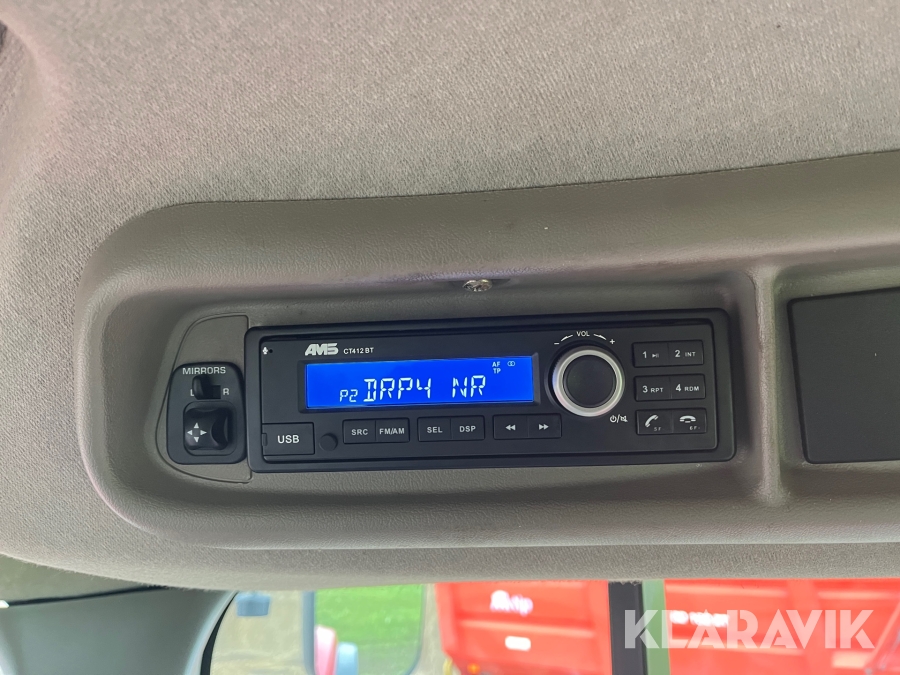 AMS CT412 BT
VOL
- +
MIRRORS
L R
AF
TP
P2 DRP4 NR
1 2 INT
3 RPT 4 RDM
USB
SRC FM/AM SEL DSP
KLARAVIK